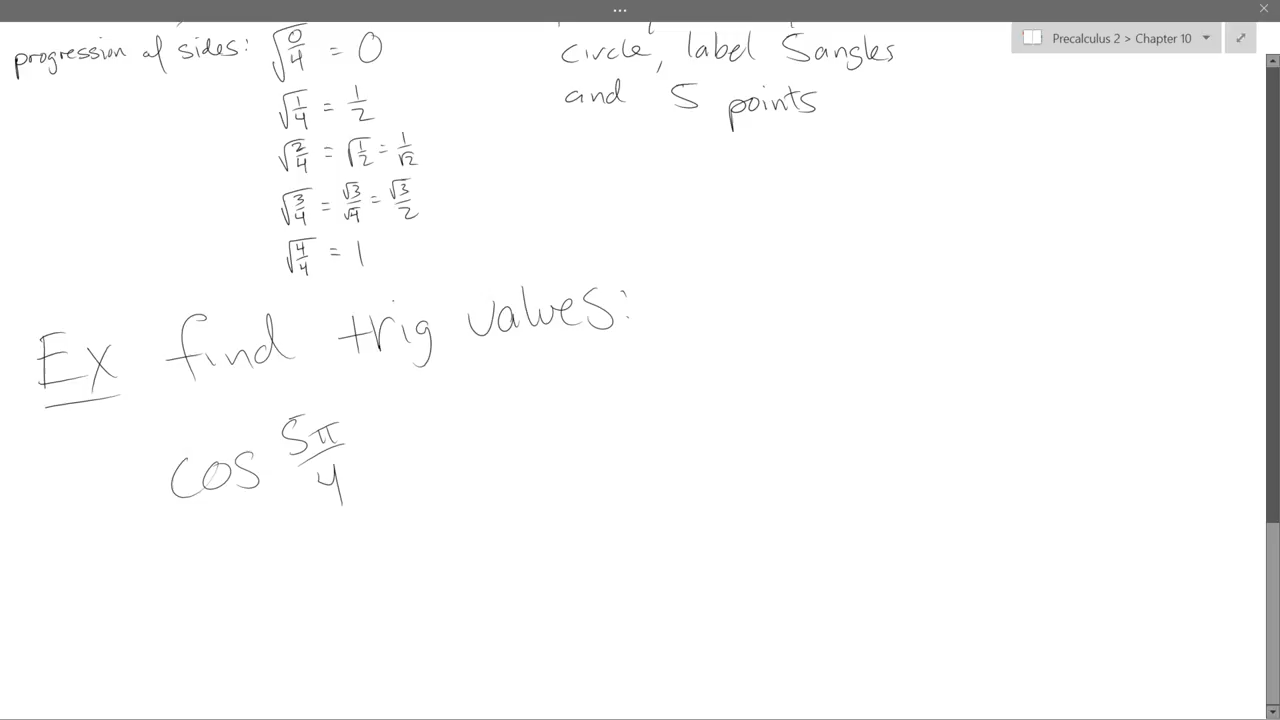 ...
Precalculus 2 > Chapter 10
progression of sides: √(0/4) = 0
√(1/4) = 1/2
√(2/4) = √(1/2) = 1/√2
√(3/4) = √3/√4 = √3/2
√(4/4) = 1
circle, label 5 angles
and 5 points
Ex find trig values:
cos 5π/4